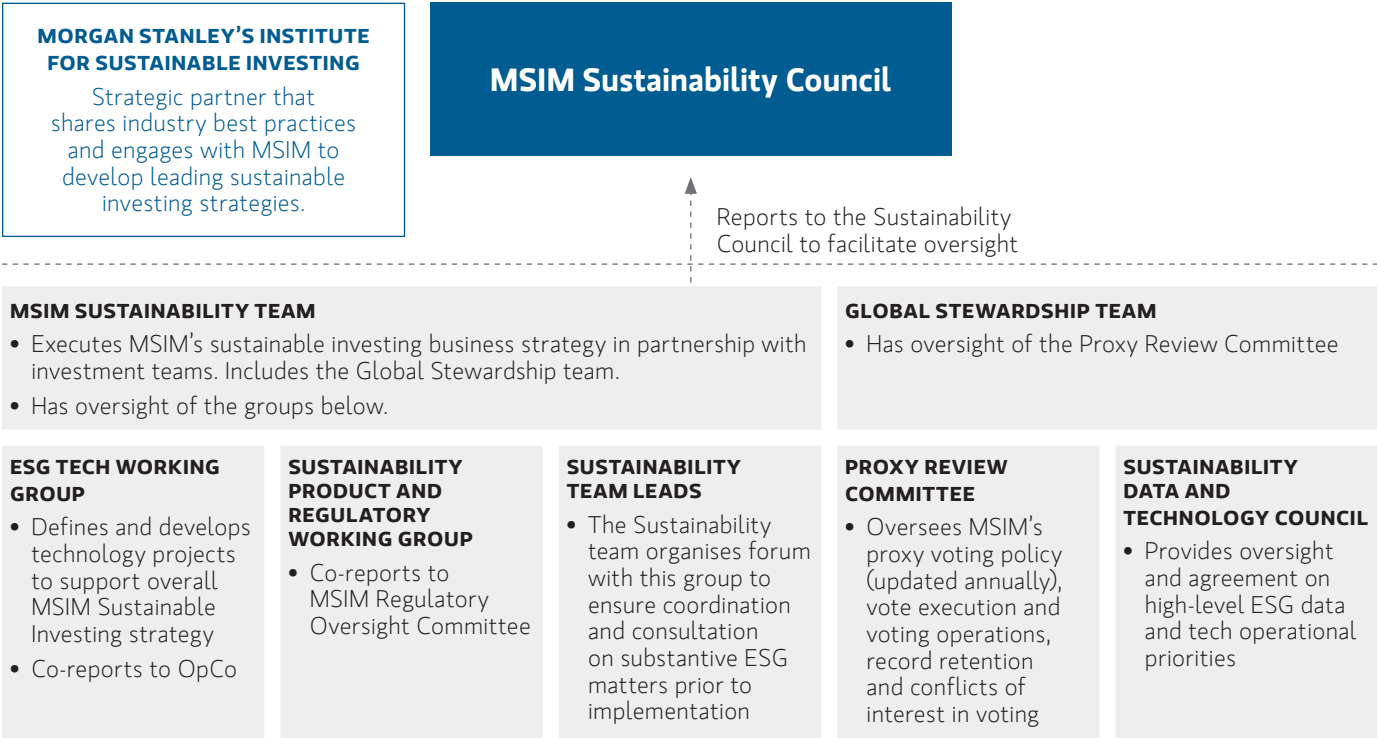 MORGAN STANLEY'S INSTITUTE
FOR SUSTAINABLE INVESTING
Strategic partner that
shares industry best practices
and engages with MSIM to
develop leading sustainable
investing strategies.
MSIM Sustainability Council
Reports to the Sustainability
Council to facilitate oversight
MSIM SUSTAINABILITY TEAM
• Executes MSIM's sustainable investing business strategy in partnership with
investment teams. Includes the Global Stewardship team.
• Has oversight of the groups below.
GLOBAL STEWARDSHIP TEAM
• Has oversight of the Proxy Review Committee
ESG TECH WORKING
GROUP
• Defines and develops
technology projects
to support overall
MSIM Sustainable
Investing strategy
• Co-reports to OpCo
SUSTAINABILITY
PRODUCT AND
REGULATORY
WORKING GROUP
• Co-reports to
MSIM Regulatory
Oversight Committee
SUSTAINABILITY
TEAM LEADS
• The Sustainability
team organises forum
with this group to
ensure coordination
and consultation
on substantive ESG
matters prior to
implementation
PROXY REVIEW
COMMITTEE
• Oversees MSIM's
proxy voting policy
(updated annually),
vote execution and
voting operations,
record retention
and conflicts of
interest in voting
SUSTAINABILITY
DATA AND
TECHNOLOGY COUNCIL
• Provides oversight
and agreement on
high-level ESG data
and tech operational
priorities